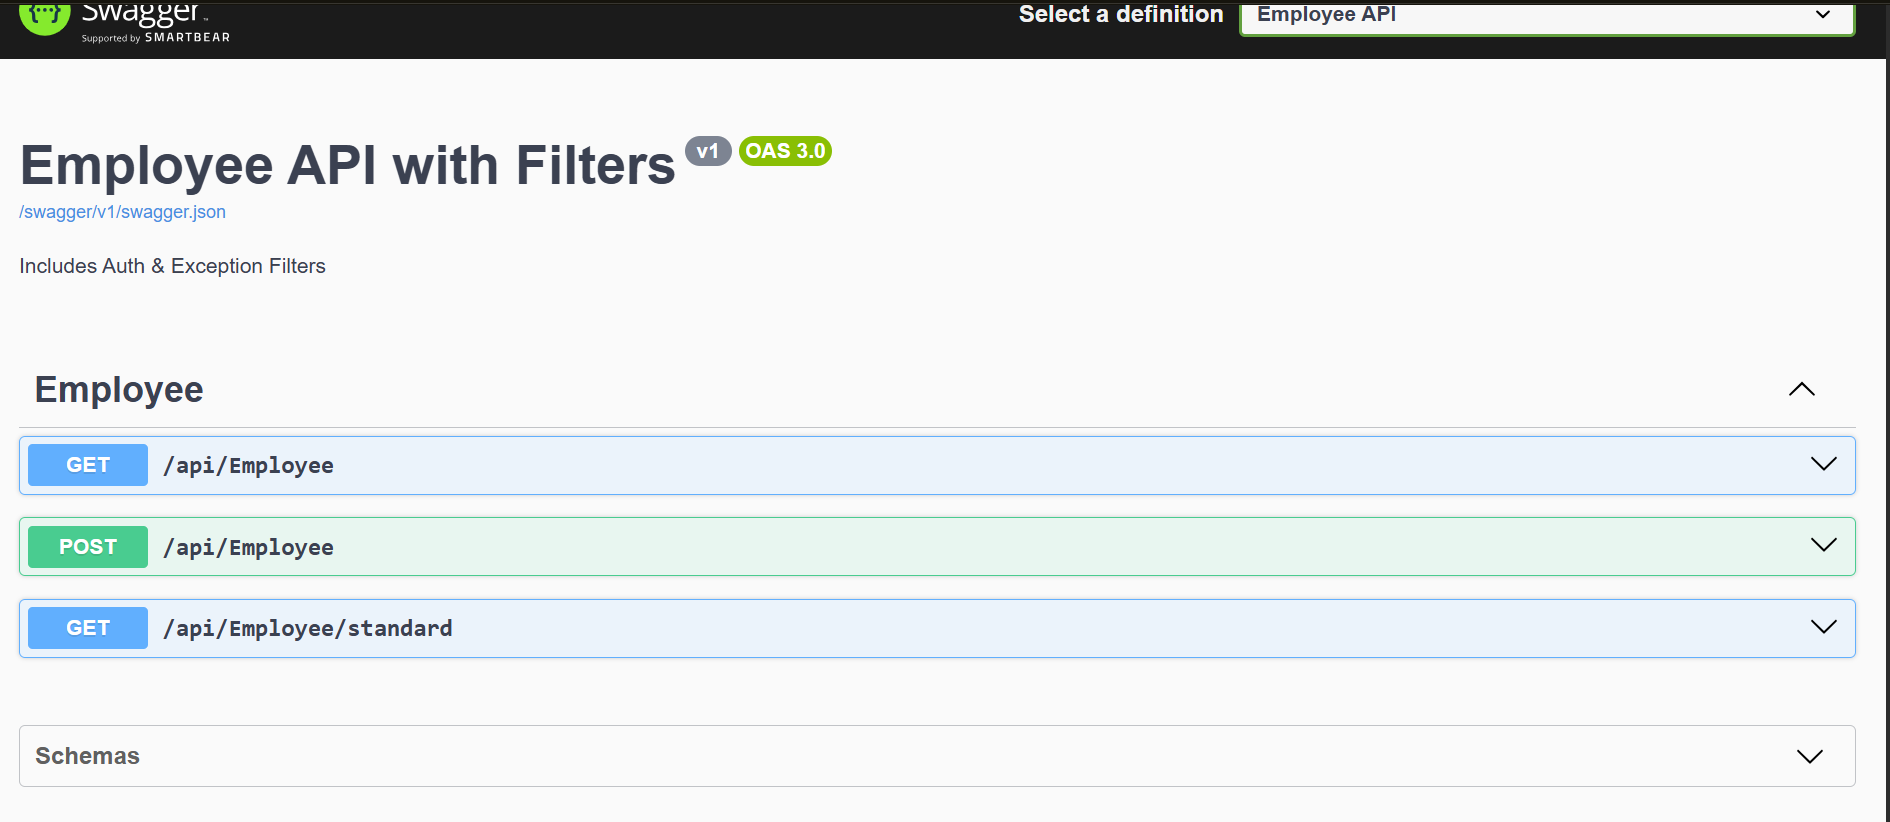 Swagger
Supported by SMARTBEAR
Select a definition
Employee API
Employee API with Filters v1 OAS 3.0
/swagger/v1/swagger.json
Includes Auth & Exception Filters
Employee
GET /api/Employee
POST /api/Employee
GET /api/Employee/standard
Schemas